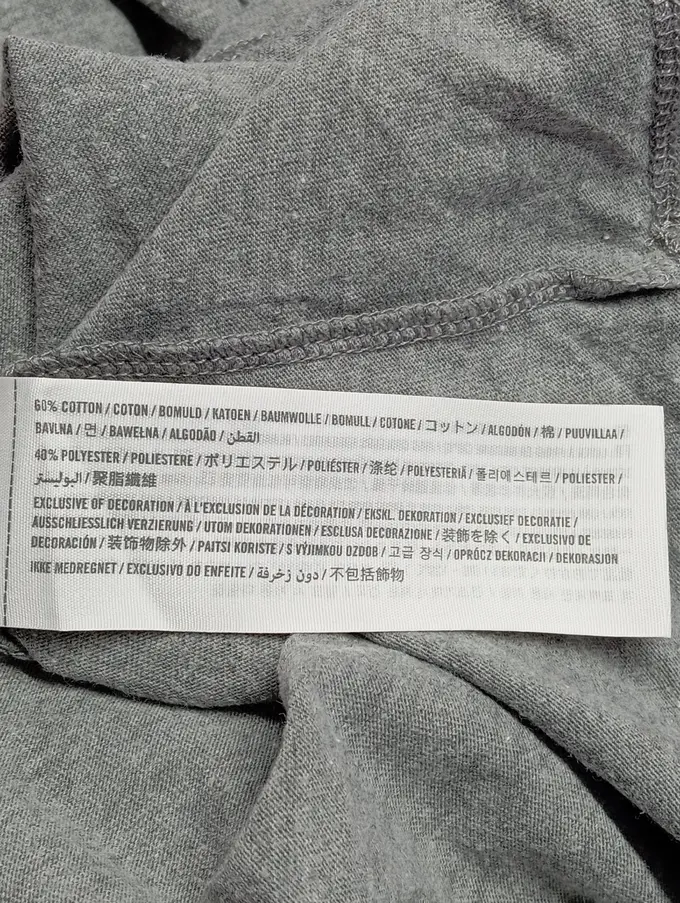 60% COTTON / COTON / BOMULD / KATOEN / BAUMWOLLE / BOMULL / COTONE / コットン / ALGODÓN / 棉 / PUUVILLAA /
BAVLNA / 면 / BAWEŁNA / ALGODÃO / القطن
40% POLYESTER / POLIESTERE / ポリエステル / POLIÉSTER / 涤纶 / POLYESTERIÄ / 폴리에스테르 / POLIESTER /
البوليستر / 聚脂纖維
EXCLUSIVE OF DECORATION / À L'EXCLUSION DE LA DÉCORATION / EKSKL. DEKORATION / EXCLUSIEF DECORATIE /
AUSSCHLIESSLICH VERZIERUNG / UTOM DEKORATIONEN / ESCLUSA DECORAZIONE / 装飾を除く / EXCLUSIVO DE
DECORACIÓN / 装饰物除外 / PAITSI KORISTE / S VÝJIMKOU OZDOB / 고급 장식 / OPRÓCZ DEKORACJI / DEKORASJON
IKKE MEDREGNET / EXCLUSIVO DO ENFEITE / دون زخرفة / 不包括飾物